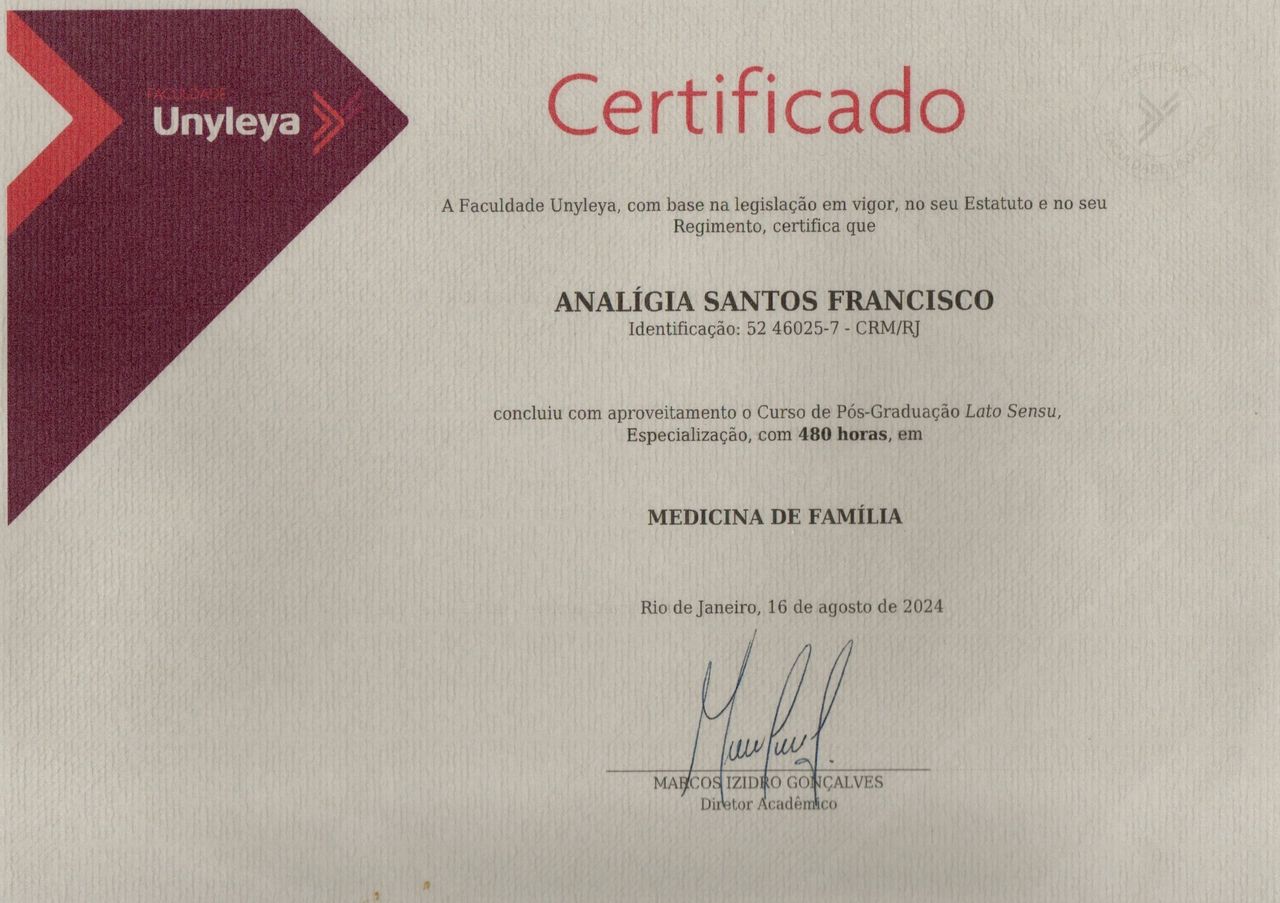 FACULDADE
Unyleya
Certificado
A Faculdade Unyleya, com base na legislação em vigor, no seu Estatuto e no seu
Regimento, certifica que
ANALÍGIA SANTOS FRANCISCO
Identificação: 52 46025-7 - CRM/RJ
concluiu com aproveitamento o Curso de Pós-Graduação Lato Sensu,
Especialização, com 480 horas, em
MEDICINA DE FAMÍLIA
Rio de Janeiro, 16 de agosto de 2024
MARCOS IZIDRO GONÇALVES
Diretor Acadêmico